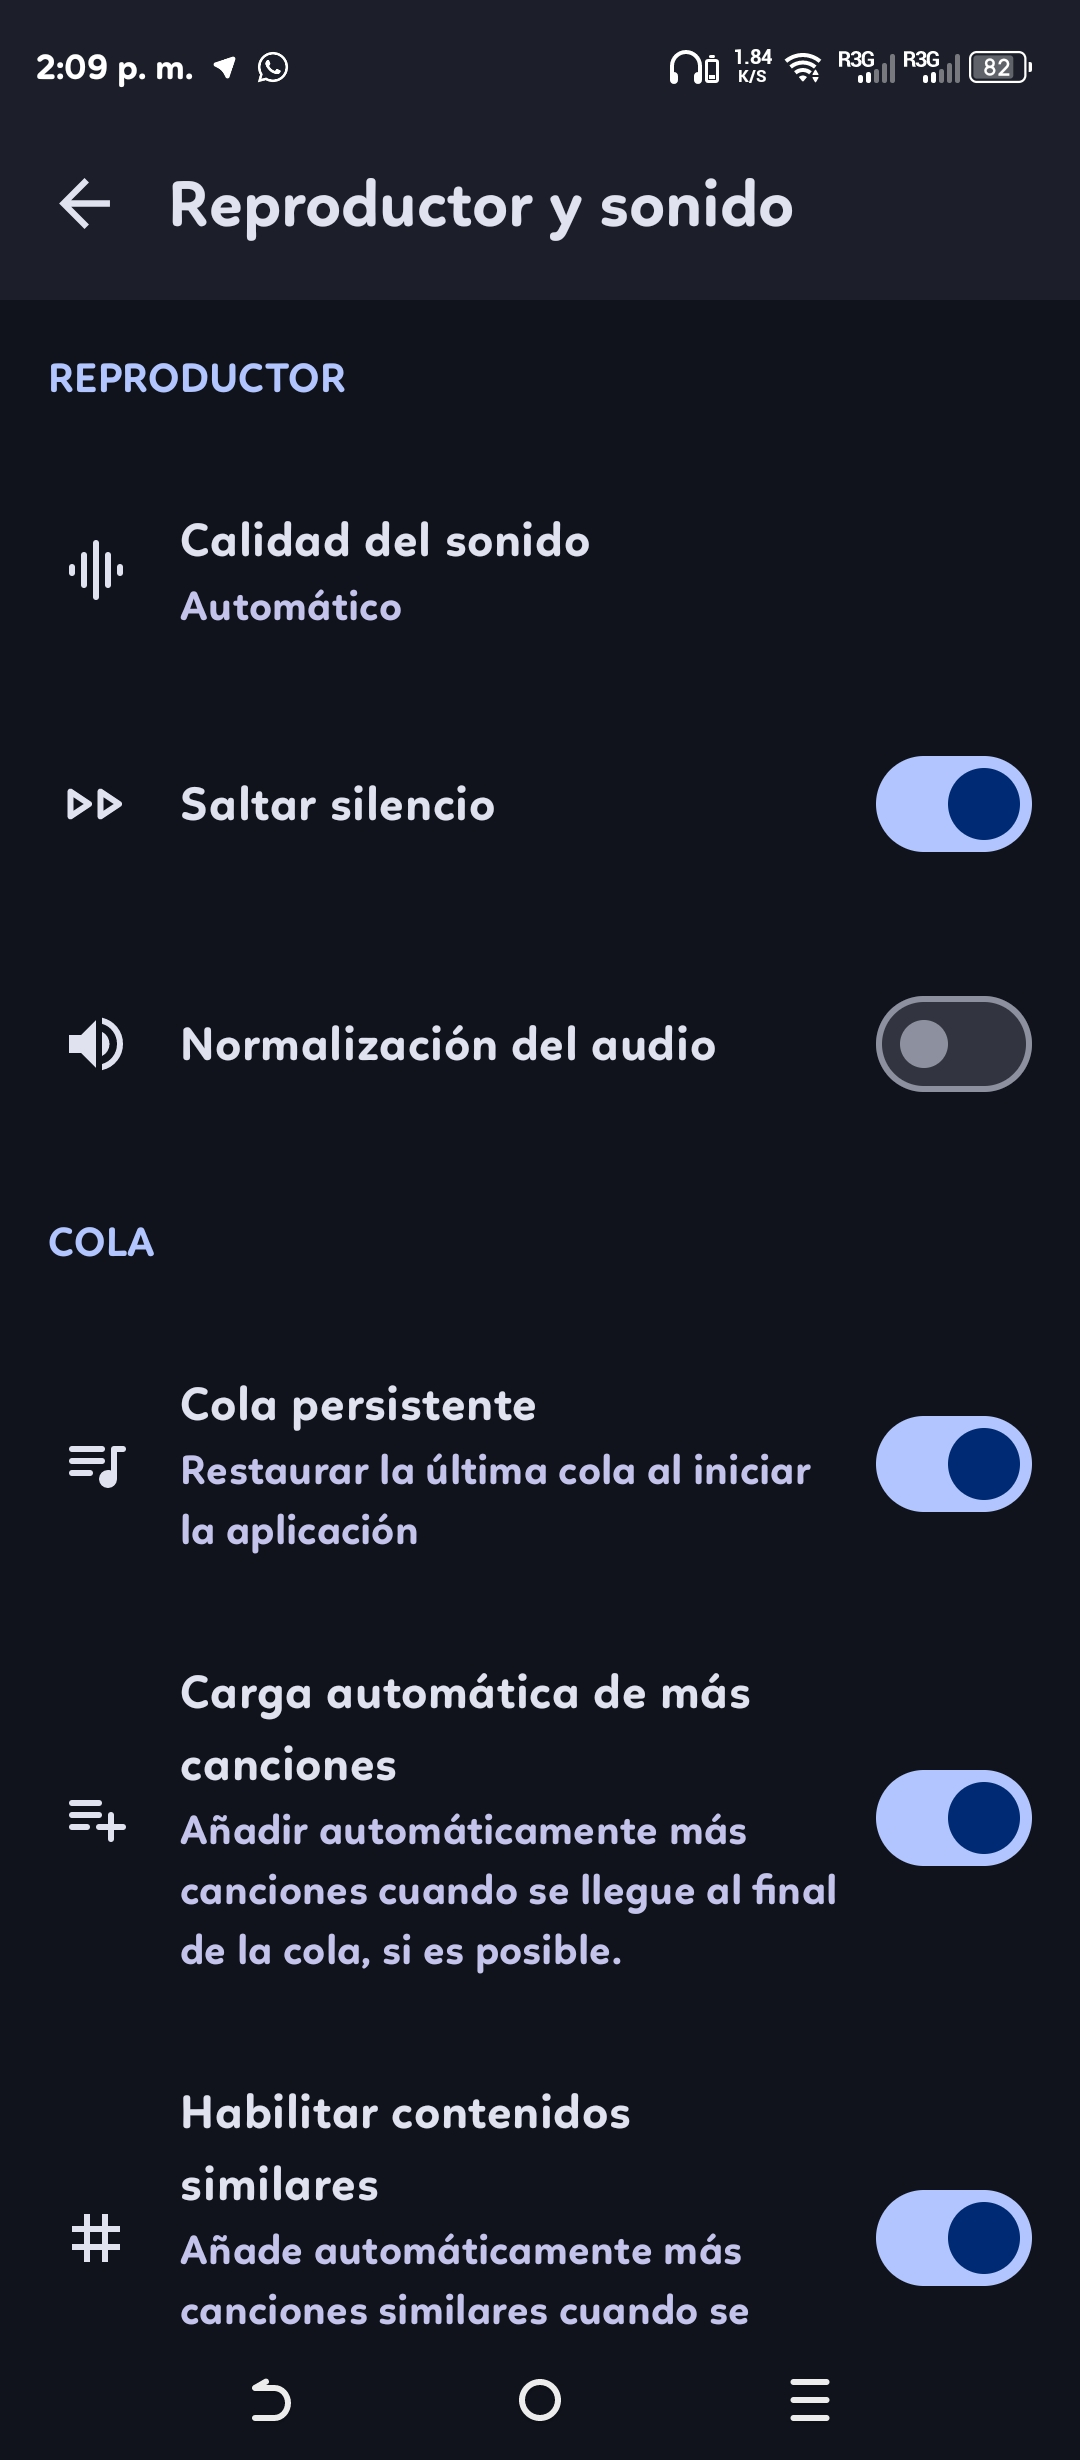 2:09 p. m.
1.84
K/S
R3G
R3G
82
Reproductor y sonido
REPRODUCTOR
Calidad del sonido
Automático
Saltar silencio
Normalización del audio
COLA
Cola persistente
Restaurar la última cola al iniciar
la aplicación
Carga automática de más
canciones
Añadir automáticamente más
canciones cuando se llegue al final
de la cola, si es posible.
Habilitar contenidos
similares
Añade automáticamente más
canciones similares cuando se